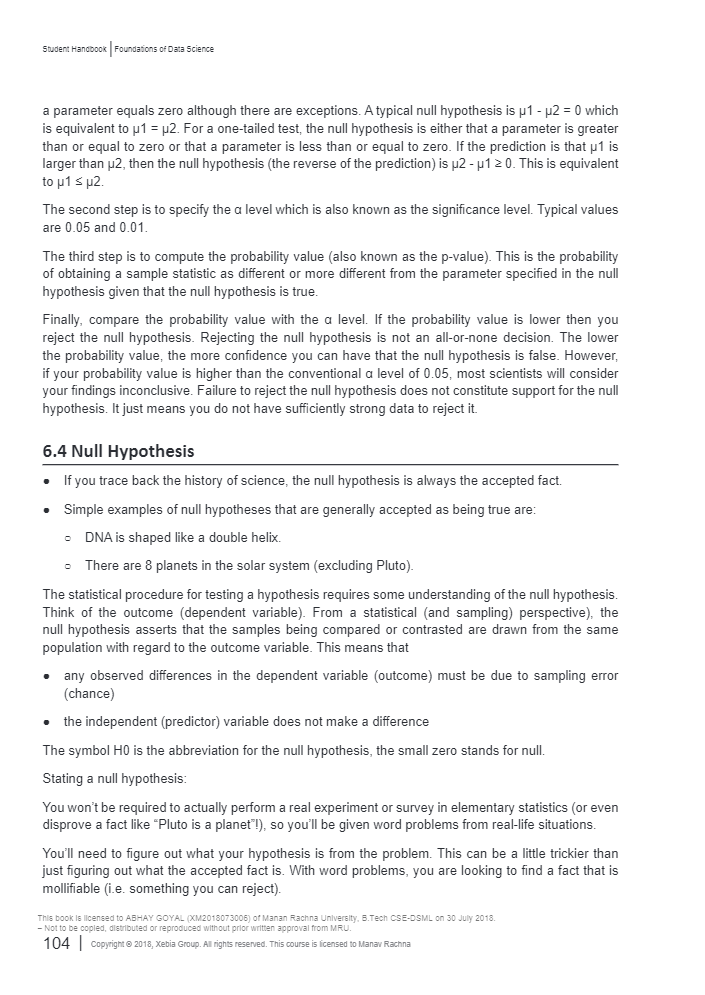 Student Handbook | Foundations of Data Science
a parameter equals zero although there are exceptions. A typical null hypothesis is µ1 - µ2 = 0 which
is equivalent to µ1 = µ2. For a one-tailed test, the null hypothesis is either that a parameter is greater
than or equal to zero or that a parameter is less than or equal to zero. If the prediction is that µ1 is
larger than µ2, then the null hypothesis (the reverse of the prediction) is µ2 - µ1 ≥ 0. This is equivalent
to µ1 ≤ µ2.
The second step is to specify the α level which is also known as the significance level. Typical values
are 0.05 and 0.01.
The third step is to compute the probability value (also known as the p-value). This is the probability
of obtaining a sample statistic as different or more different from the parameter specified in the null
hypothesis given that the null hypothesis is true.
Finally, compare the probability value with the α level. If the probability value is lower then you
reject the null hypothesis. Rejecting the null hypothesis is not an all-or-none decision. The lower
the probability value, the more confidence you can have that the null hypothesis is false. However,
if your probability value is higher than the conventional α level of 0.05, most scientists will consider
your findings inconclusive. Failure to reject the null hypothesis does not constitute support for the null
hypothesis. It just means you do not have sufficiently strong data to reject it.
6.4 Null Hypothesis
• If you trace back the history of science, the null hypothesis is always the accepted fact.
• Simple examples of null hypotheses that are generally accepted as being true are:
○ DNA is shaped like a double helix.
○ There are 8 planets in the solar system (excluding Pluto).
The statistical procedure for testing a hypothesis requires some understanding of the null hypothesis.
Think of the outcome (dependent variable). From a statistical (and sampling) perspective), the
null hypothesis asserts that the samples being compared or contrasted are drawn from the same
population with regard to the outcome variable. This means that
• any observed differences in the dependent variable (outcome) must be due to sampling error
(chance)
• the independent (predictor) variable does not make a difference
The symbol H0 is the abbreviation for the null hypothesis, the small zero stands for null.
Stating a null hypothesis:
You won't be required to actually perform a real experiment or survey in elementary statistics (or even
disprove a fact like “Pluto is a planet”!), so you'll be given word problems from real-life situations.
You'll need to figure out what your hypothesis is from the problem. This can be a little trickier than
just figuring out what the accepted fact is. With word problems, you are looking to find a fact that is
mollifiable (i.e. something you can reject).
This book is licensed to ABHAY GOYAL (XM2018073006) of Manan Rachna University, B.Tech CSE-DSML on 30 July 2018.
– Not to be copied, distributed or reproduced without prior written approval from MRU.
104 | Copyright © 2018, Xebia Group. All rights reserved. This course is licensed to Manav Rachna